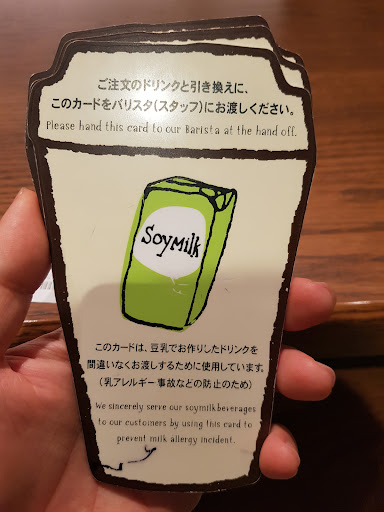 ご注文のドリンクと引き換えに、
このカードをバリスタ(スタッフ)にお渡しください。
Please hand this card to our Barista at the hand off.
SoyMilk
このカードは、豆乳でお作りしたドリンクを
間違いなくお渡しするために使用しています。
(乳アレルギー事故などの防止のため)
We sincerely serve our soymilk beverages
to our customers by using this card to
prevent milk allergy incident.